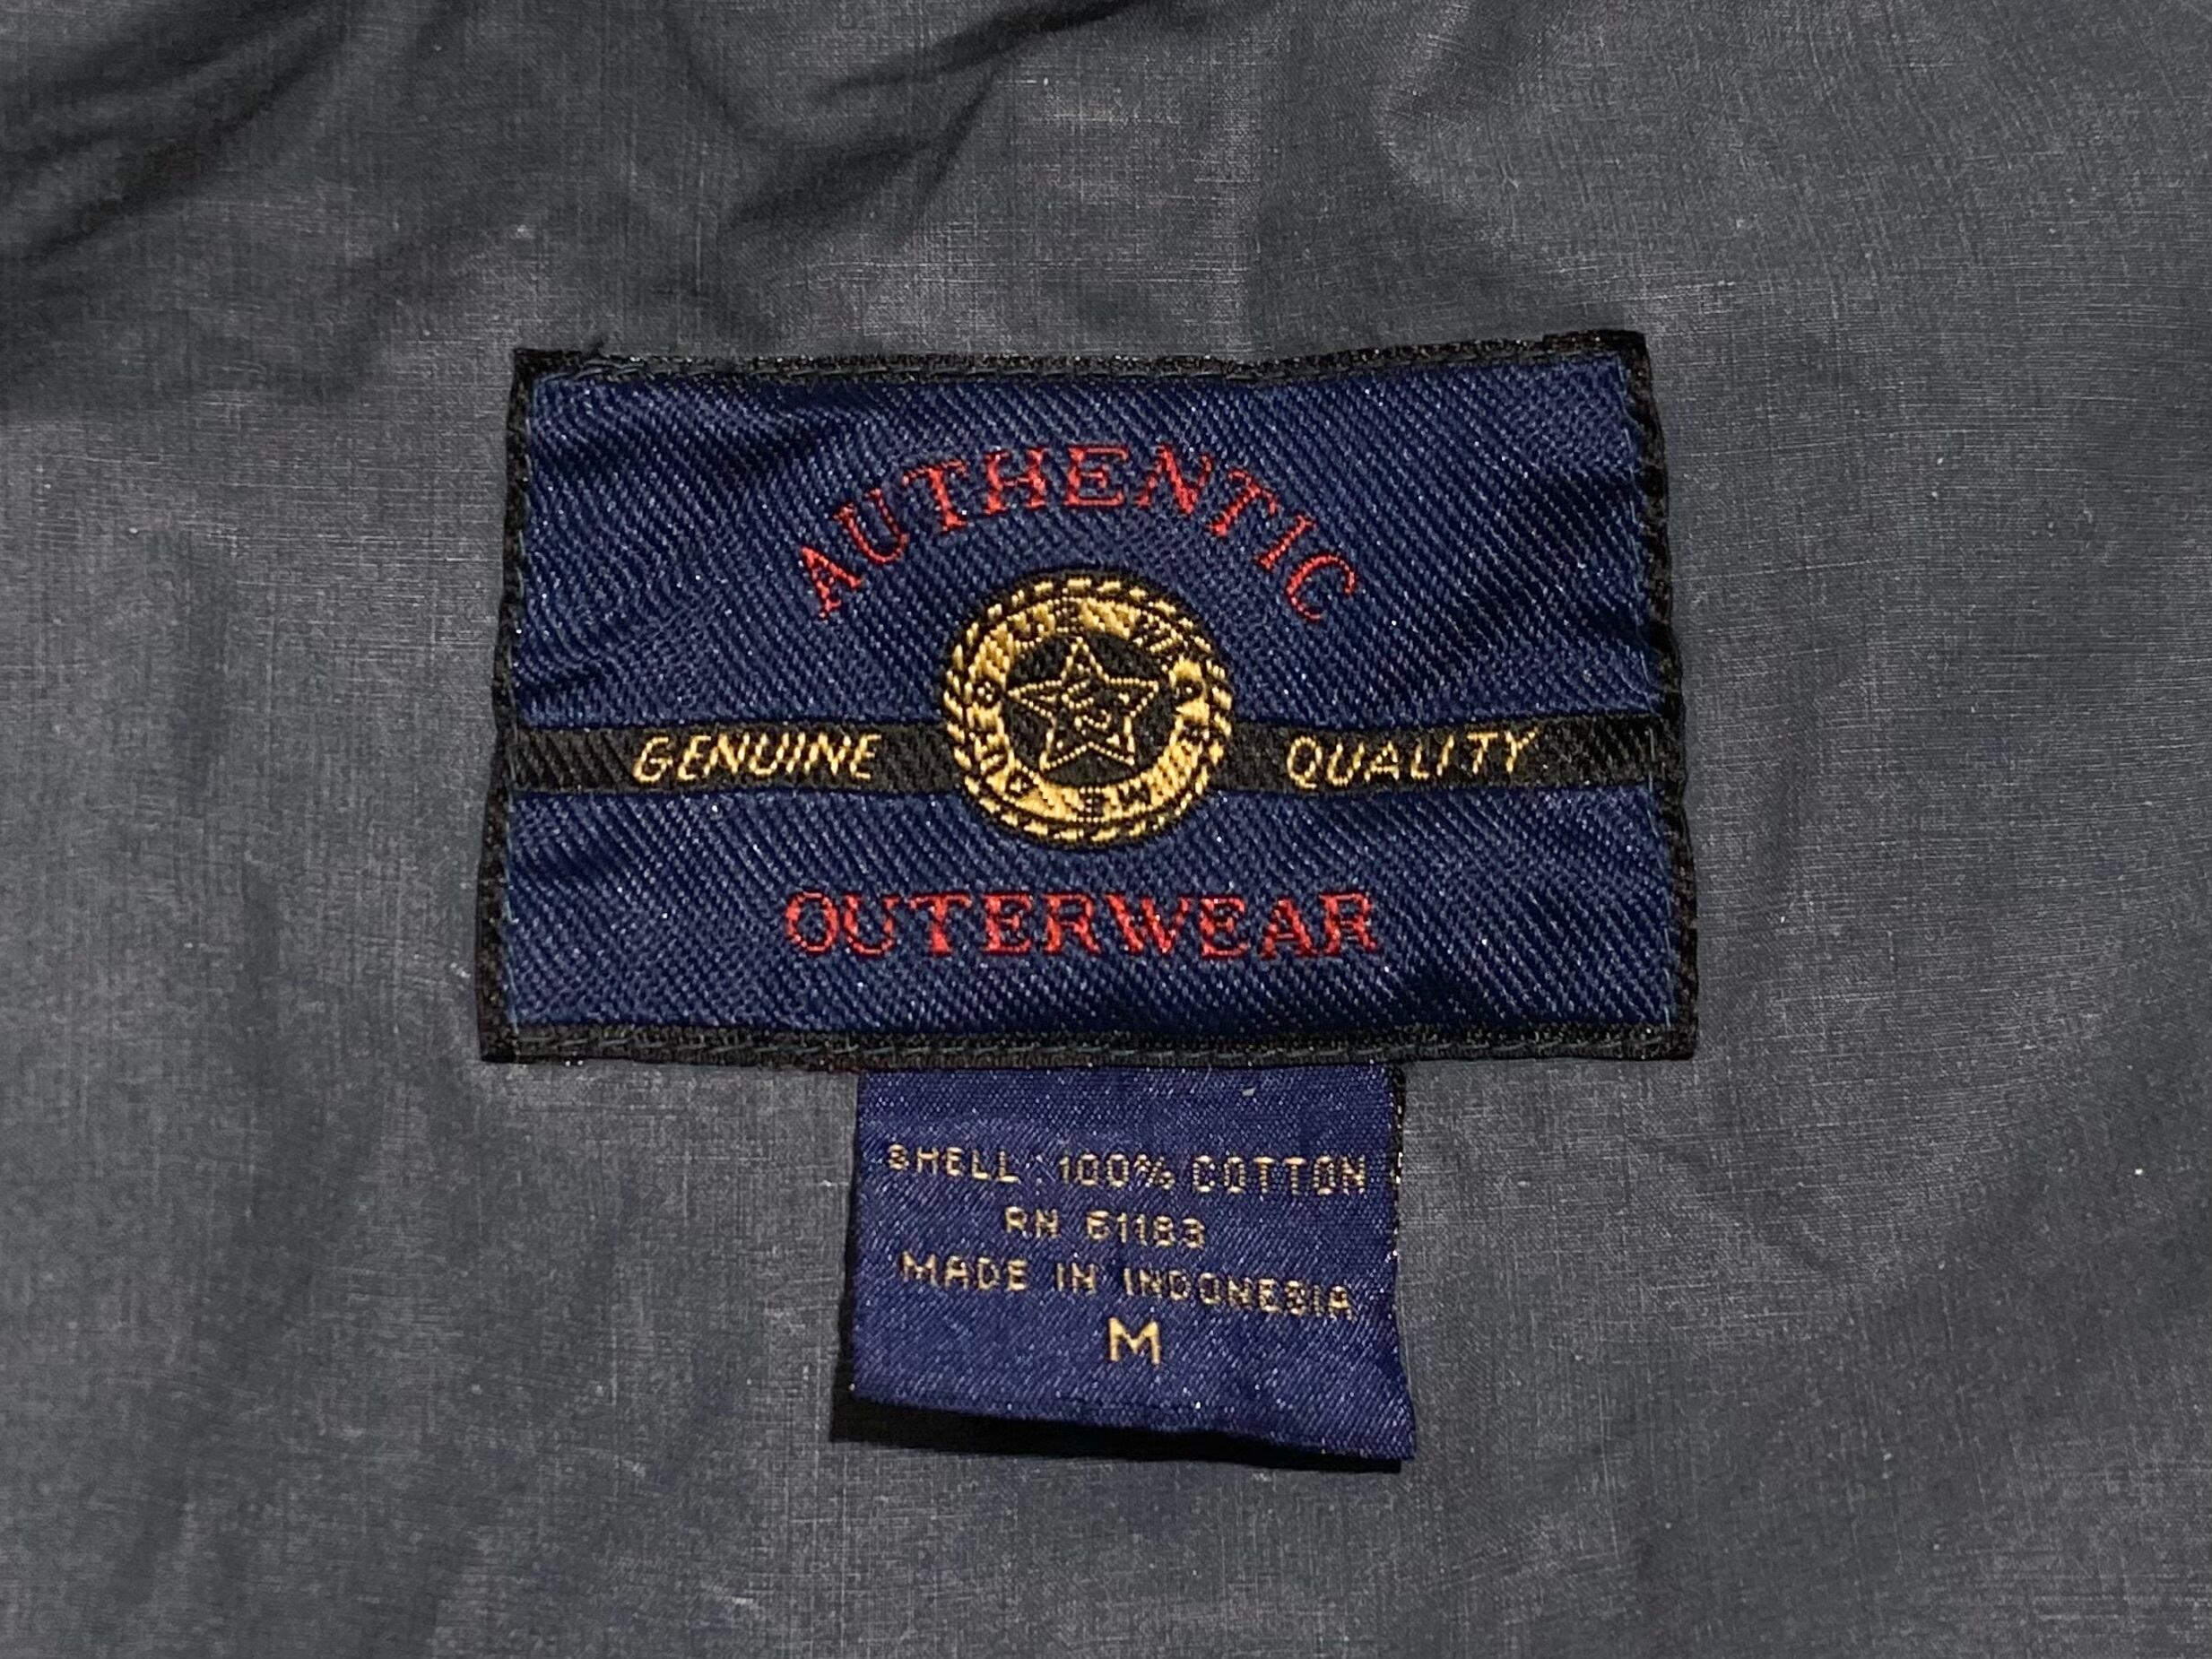 AUTHENTIC
GENUINE QUALITY
OUTERWEAR
SHELL: 100% COTTON
RN 61183
MADE IN INDONESIA
M